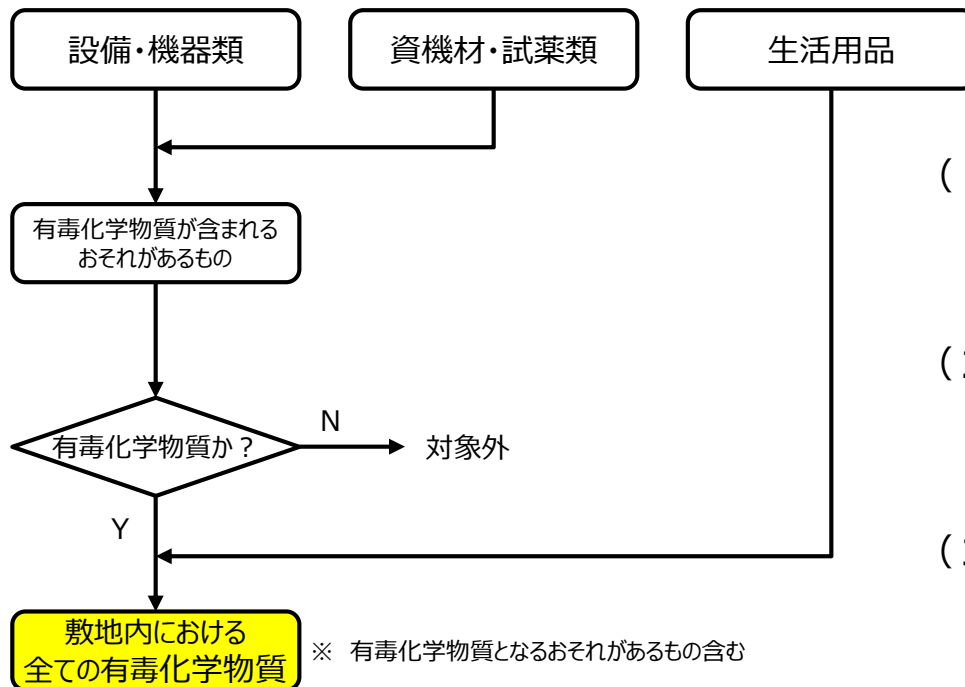 設備・機器類
資機材・試薬類
生活用品
(
有毒化学物質が含まれる
おそれがあるもの
(
有毒化学物質か？
N
対象外
Y
(
敷地内における
全ての有毒化学物質
※ 有毒化学物質となるおそれがあるもの含む